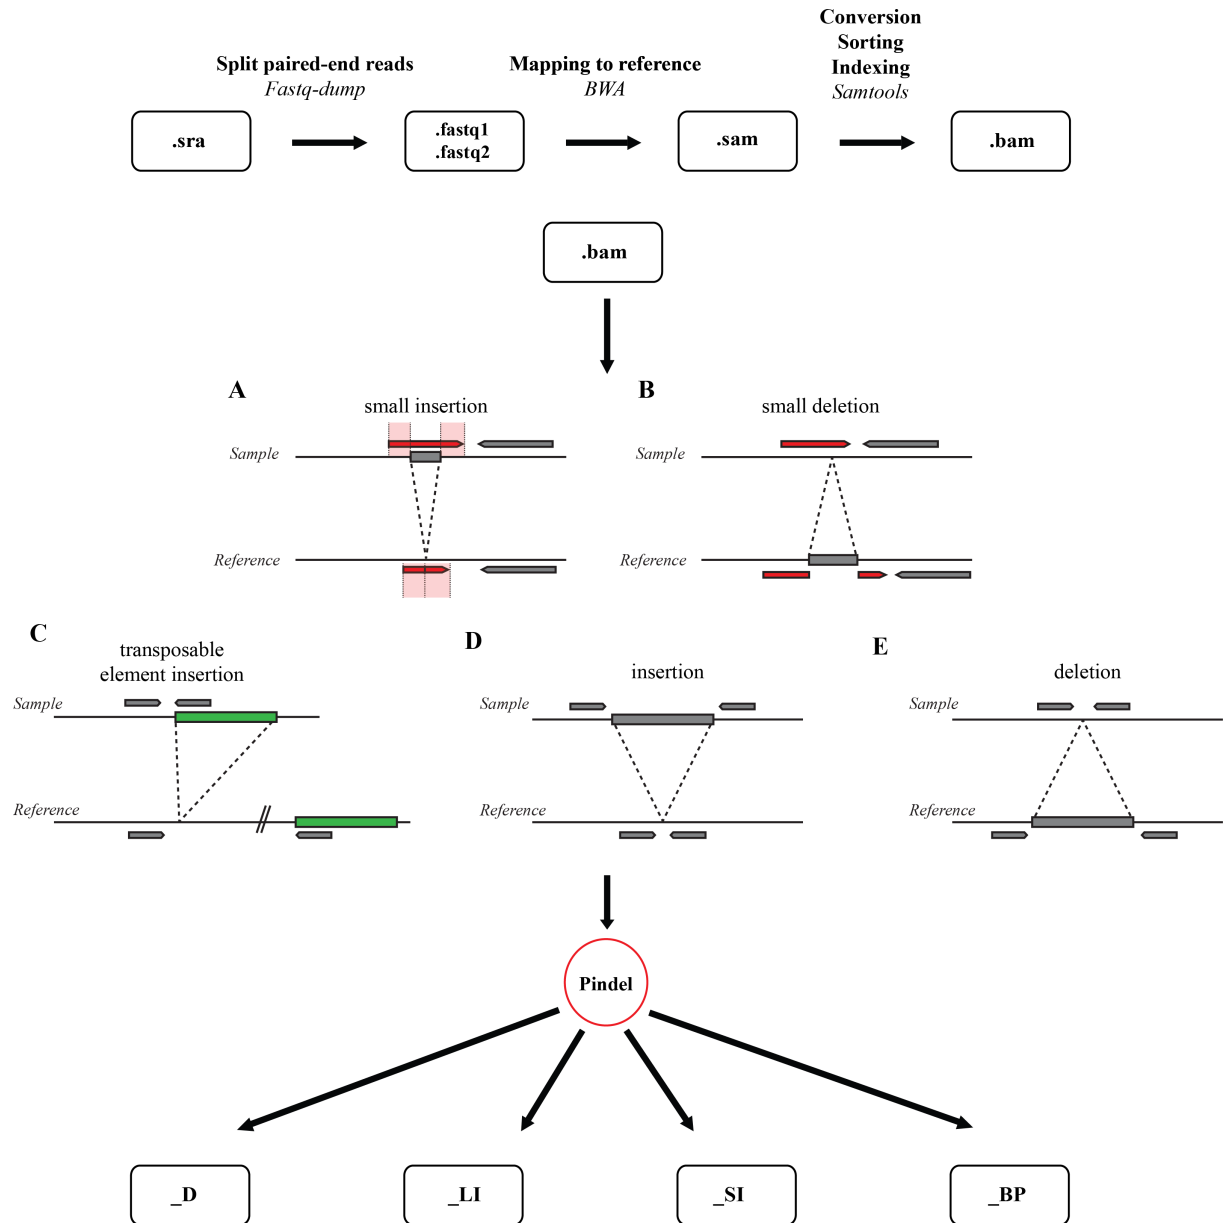 Conversion
Sorting
Indexing
Samtools
Split paired-end reads
Fastq-dump
Mapping to reference
BWA
.sra
.fastq1
.fastq2
.sam
.bam
.bam
A
small insertion
Sample
Reference
B
small deletion
Sample
Reference
C
transposable
element insertion
Sample
Reference
D
insertion
Sample
Reference
E
deletion
Sample
Reference
Pindel
_D
_LI
_SI
_BP